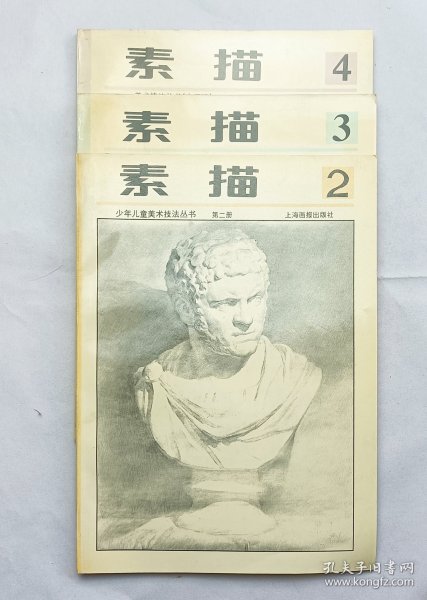 素描 4
素描 3
素描 2
少年儿童美术技法丛书 第二册 上海画报出版社
孔夫子旧书网
www.kongfz.com